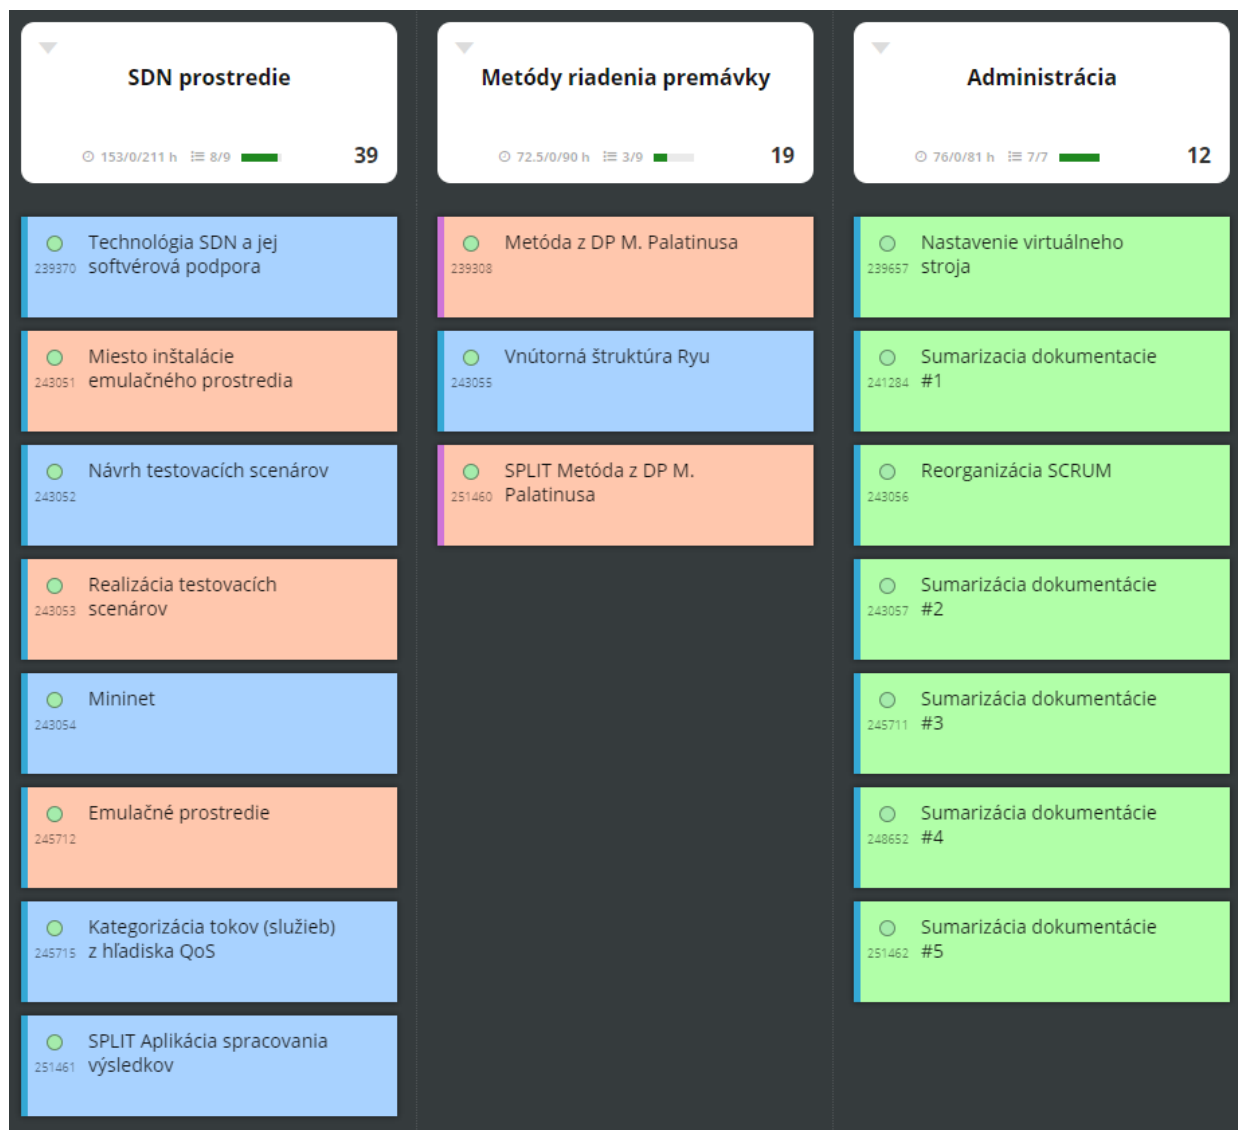 SDN prostredie
153/0/211 h 8/9 39
Technológia SDN a jej
softvérová podpora
239370
Miesto inštalácie
emulačného prostredia
243051
Návrh testovacích scenárov
243052
Realizácia testovacích
scenárov
243053
Mininet
243054
Emulačné prostredie
245712
Kategorizácia tokov (služieb)
z hľadiska QoS
245715
SPLIT Aplikácia spracovania
výsledkov
251461
Metódy riadenia premávky
72.5/0/90 h 3/9 19
Metóda z DP M. Palatinusa
239308
Vnútorná štruktúra Ryu
243055
SPLIT Metóda z DP M.
Palatinusa
251460
Administrácia
76/0/81 h 7/7 12
Nastavenie virtuálneho
stroja
239657
Sumarizacia dokumentacie
#1
241284
Reorganizácia SCRUM
243056
Sumarizácia dokumentácie
#2
243057
Sumarizácia dokumentácie
#3
245711
Sumarizácia dokumentácie
#4
248652
Sumarizácia dokumentácie
#5
251462